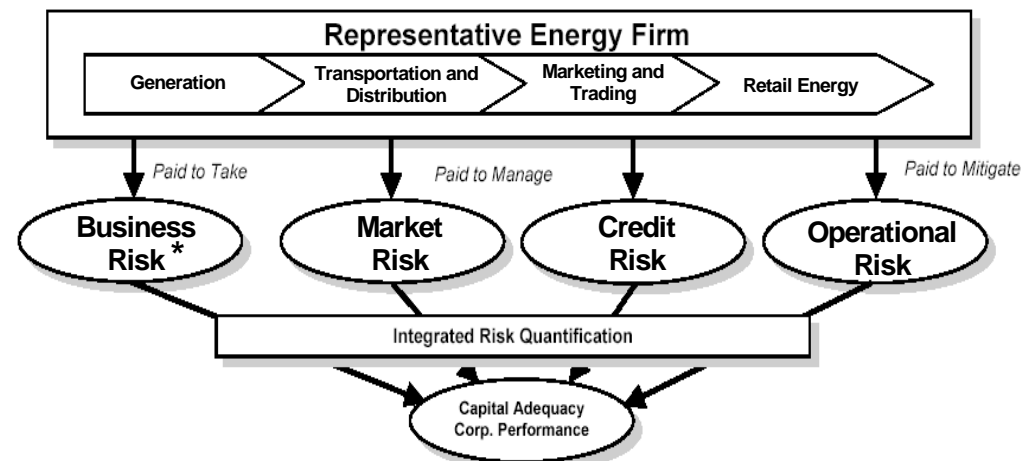 Representative Energy Firm
Generation
Transportation and
Distribution
Marketing and
Trading
Retail Energy
Paid to Take
Paid to Manage
Paid to Mitigate
Business
Risk *
Market
Risk
Credit
Risk
Operational
Risk
Integrated Risk Quantification
Capital Adequacy
Corp. Performance